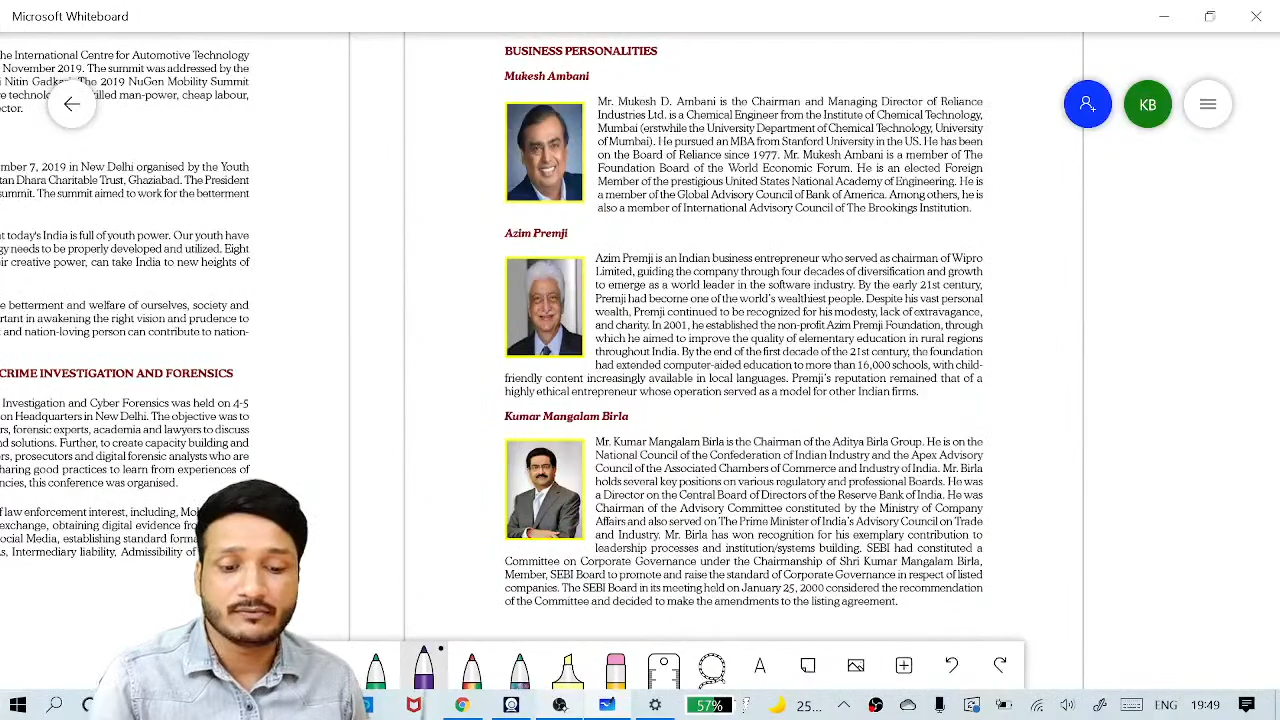 Microsoft Whiteboard
he International Centre for Automotive Technology
November 2019. The summit was addressed by the
i Nitin Gadkari. The 2019 NuGen Mobility Summit
e technolo
illed man-power, cheap labour,
ctor.
mber 7, 2019 in New Delhi organised by the Youth
tan Dhara Charitable Trust, Ghaziabad. The President
summit. The summit aimed to work for the betterment
t today's India is full of youth power. Our youth have
gy needs to be properly developed and utilized. Eight
eir creative power, can take India to new heights of
e betterment and welfare of ourselves, society and
ortant in awakening the right vision and prudence to
t and nation-loving person can contribute to nation-
CRIME INVESTIGATION AND FORENSICS
Investigation and Cyber Forensics was held on 4-5
on Headquarters in New Delhi. The objective was to
rs, forensic experts, academia and lawyers to discuss
nd solutions. Further, to create capacity building and
ers, prosecutors and digital forensic analysts who are
haring good practices to learn from experiences of
ncies, this conference was organised.
f law enforcement interest, including, Mo
exchange, obtaining digital evidence fro
ocial Media, establishing standard forma
s, Intermediary liability, Admissibility of
BUSINESS PERSONALITIES
Mukesh Ambani
Mr. Mukesh D. Ambani is the Chairman and Managing Director of Reliance
Industries Ltd. is a Chemical Engineer from the Institute of Chemical Technology,
Mumbai (erstwhile the University Department of Chemical Technology, University
of Mumbai). He pursued an MBA from Stanford University in the US. He has been
on the Board of Reliance since 1977. Mr. Mukesh Ambani is a member of The
Foundation Board of the World Economic Forum. He is an elected Foreign
Member of the prestigious United States National Academy of Engineering. He is
a member of the Global Advisory Council of Bank of America. Among others, he is
also a member of International Advisory Council of The Brookings Institution.
Azim Premji
Azim Premji is an Indian business entrepreneur who served as chairman of Wipro
Limited, guiding the company through four decades of diversification and growth
to emerge as a world leader in the software industry. By the early 21st century,
Premji had become one of the world's wealthiest people. Despite his vast personal
wealth, Premji continued to be recognized for his modesty, lack of extravagance,
and charity. In 2001, he established the non-profit Azim Premji Foundation, through
which he aimed to improve the quality of elementary education in rural regions
throughout India. By the end of the first decade of the 21st century, the foundation
had extended computer-aided education to more than 16,000 schools, with child-
friendly content increasingly available in local languages. Premji's reputation remained that of a
highly ethical entrepreneur whose operation served as a model for other Indian firms.
Kumar Mangalam Birla
Mr. Kumar Mangalam Birla is the Chairman of the Aditya Birla Group. He is on the
National Council of the Confederation of Indian Industry and the Apex Advisory
Council of the Associated Chambers of Commerce and Industry of India. Mr. Birla
holds several key positions on various regulatory and professional Boards. He was
a Director on the Central Board of Directors of the Reserve Bank of India. He was
Chairman of the Advisory Committee constituted by the Ministry of Company
Affairs and also served on The Prime Minister of India's Advisory Council on Trade
and Industry. Mr. Birla has won recognition for his exemplary contribution to
leadership processes and institution/systems building. SEBI had constituted a
Committee on Corporate Governance under the Chairmanship of Shri Kumar Mangalam Birla,
Member, SEBI Board to promote and raise the standard of Corporate Governance in respect of listed
companies. The SEBI Board in its meeting held on January 25, 2000 considered the recommendation
of the Committee and decided to make the amendments to the listing agreement.
KB
57%
25...
ENG
19:49